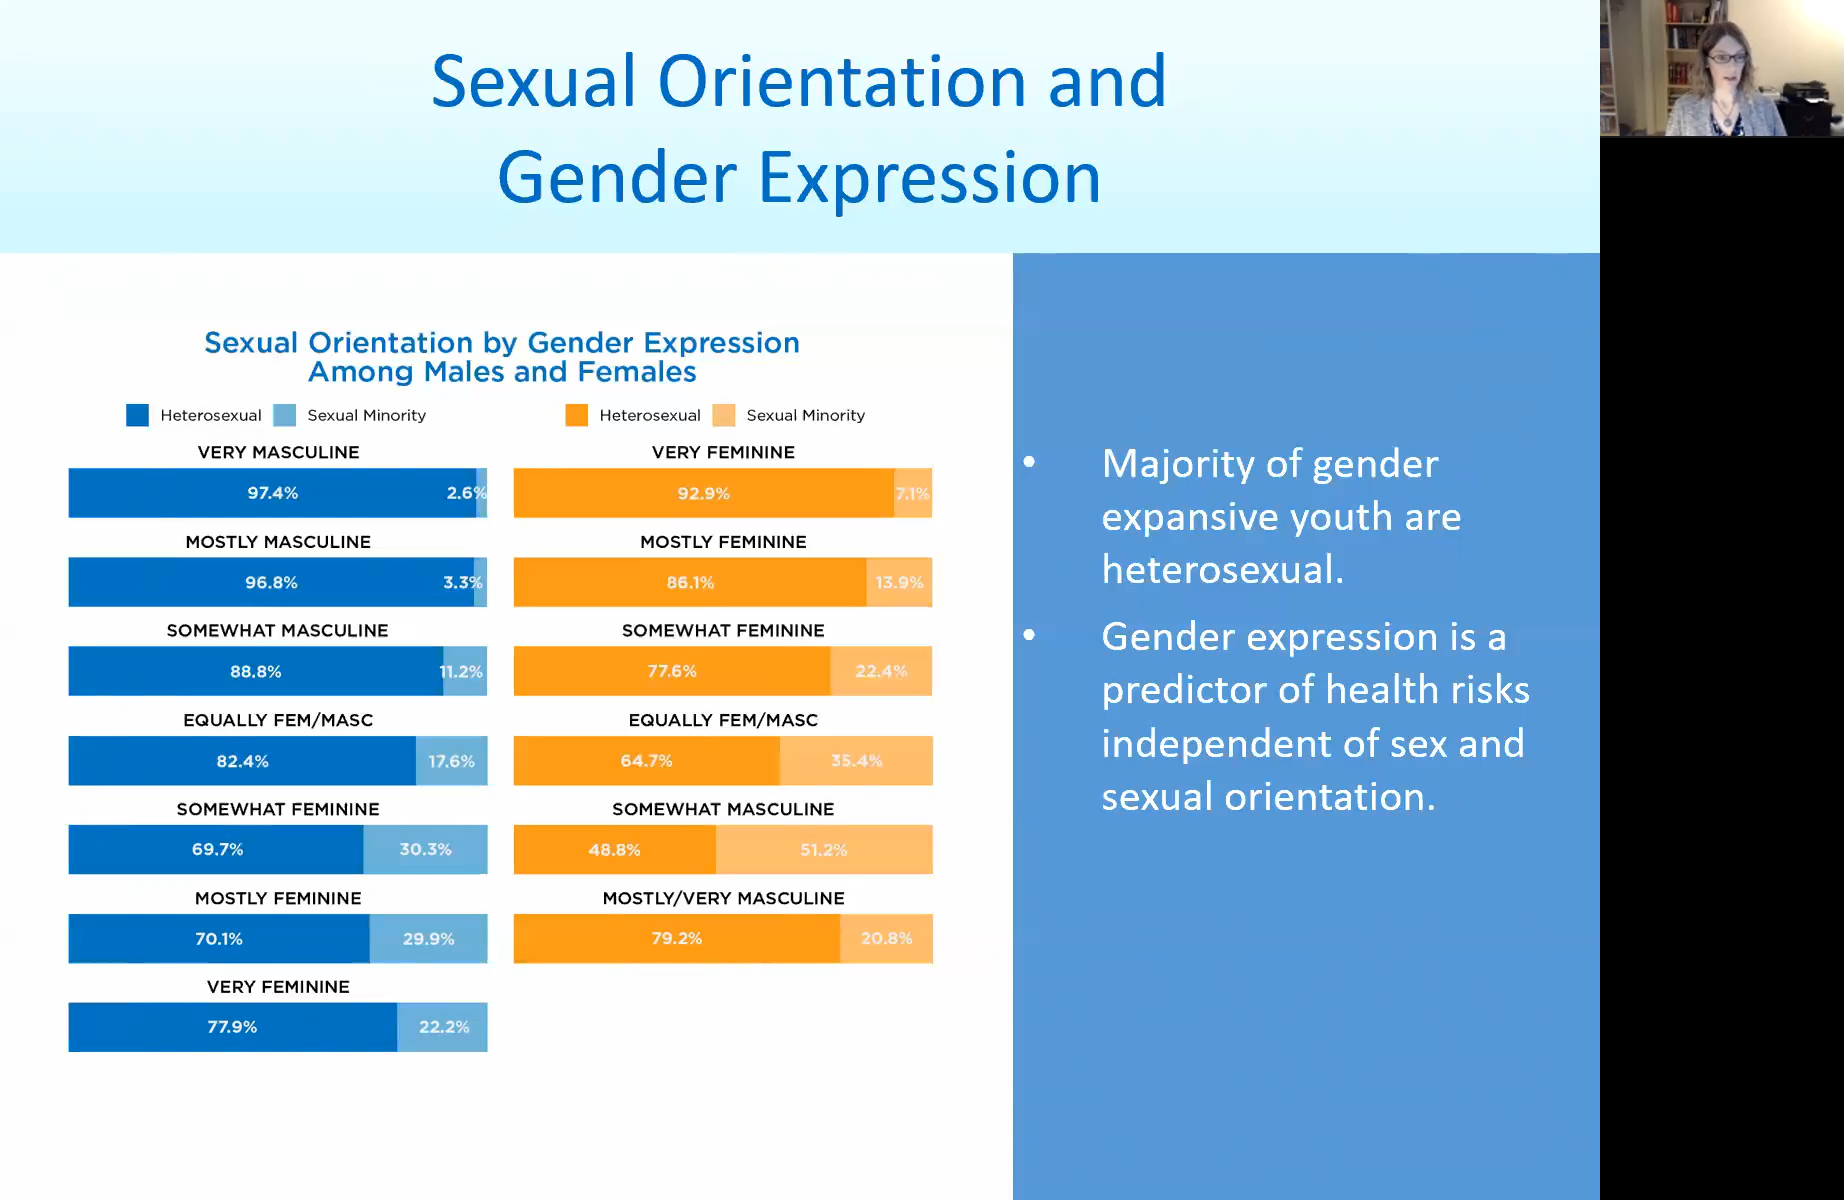 Sexual Orientation and
Gender Expression
Sexual Orientation by Gender Expression
Among Males and Females
Heterosexual Sexual Minority
VERY MASCULINE
97.4% 2.6%
MOSTLY MASCULINE
96.8% 3.3%
SOMEWHAT MASCULINE
88.8% 11.2%
EQUALLY FEM/MASC
82.4% 17.6%
SOMEWHAT FEMININE
69.7% 30.3%
MOSTLY FEMININE
70.1% 29.9%
VERY FEMININE
77.9% 22.2%
Heterosexual Sexual Minority
VERY FEMININE
92.9% 7.1%
MOSTLY FEMININE
86.1% 13.9%
SOMEWHAT FEMININE
77.6% 22.4%
EQUALLY FEM/MASC
64.7% 35.4%
SOMEWHAT MASCULINE
48.8% 51.2%
MOSTLY/VERY MASCULINE
79.2% 20.8%
• Majority of gender
expansive youth are
heterosexual.
• Gender expression is a
predictor of health risks
independent of sex and
sexual orientation.